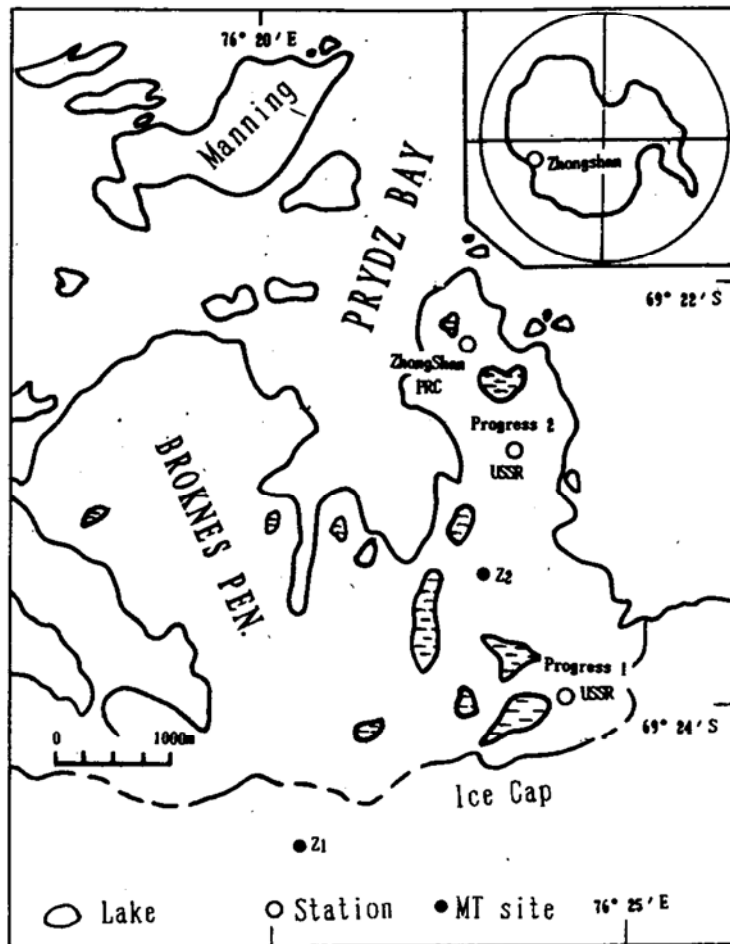 76° 20′ E
Manning
Zhongshan
PRYDZ BAY
69° 22′ S
ZhongShan
PRC
Progress 2
USSR
BROKNES PEN.
Z2
Progress 1
USSR
0 1000m
69° 24′ S
Ice Cap
Z1
Lake
Station
MT site
76° 25′ E